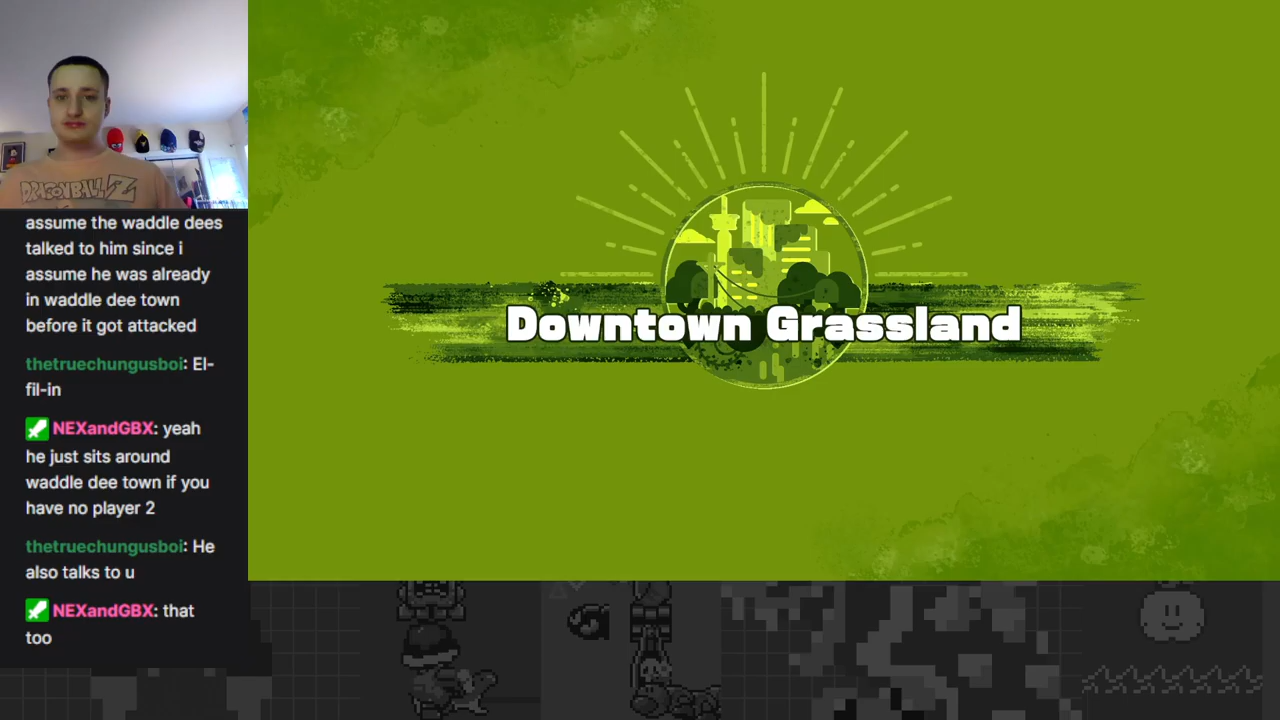 DRAGONBALL Z
assume the waddle dees
talked to him since i
assume he was already
in waddle dee town
before it got attacked
thetruechungusboi: El-
fil-in
NEXandGBX: yeah
he just sits around
waddle dee town if you
have no player 2
thetruechungusboi: He
also talks to u
NEXandGBX: that
too
Downtown Grassland